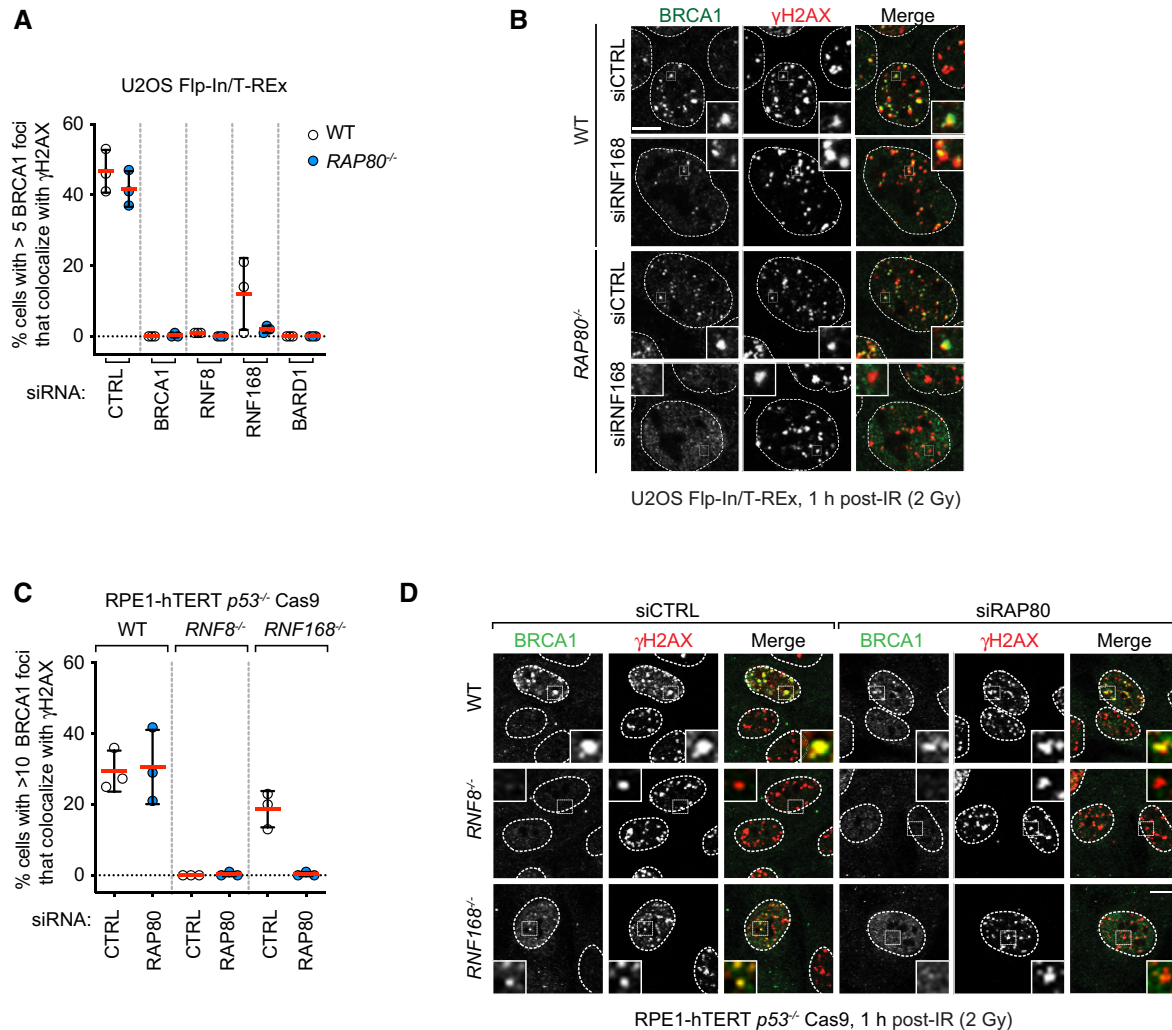 A
U2OS Flp-In/T-REx
% cells with > 5 BRCA1 foci
that colocalize with γH2AX
60
40
20
0
WT
RAP80-/-
siRNA:
CTRL
BRCA1
RNF8
RNF168
BARD1
B
BRCA1
γH2AX
Merge
WT
siCTRL
siRNF168
RAP80-/-
siCTRL
siRNF168
U2OS Flp-In/T-REx, 1 h post-IR (2 Gy)
C
RPE1-hTERT p53-/- Cas9
WT
RNF8-/-
RNF168-/-
% cells with >10 BRCA1 foci
that colocalize with γH2AX
60
40
20
0
siRNA:
CTRL
RAP80
CTRL
RAP80
CTRL
RAP80
D
siCTRL
siRAP80
BRCA1
γH2AX
Merge
BRCA1
γH2AX
Merge
WT
RNF8-/-
RNF168-/-
RPE1-hTERT p53-/- Cas9, 1 h post-IR (2 Gy)